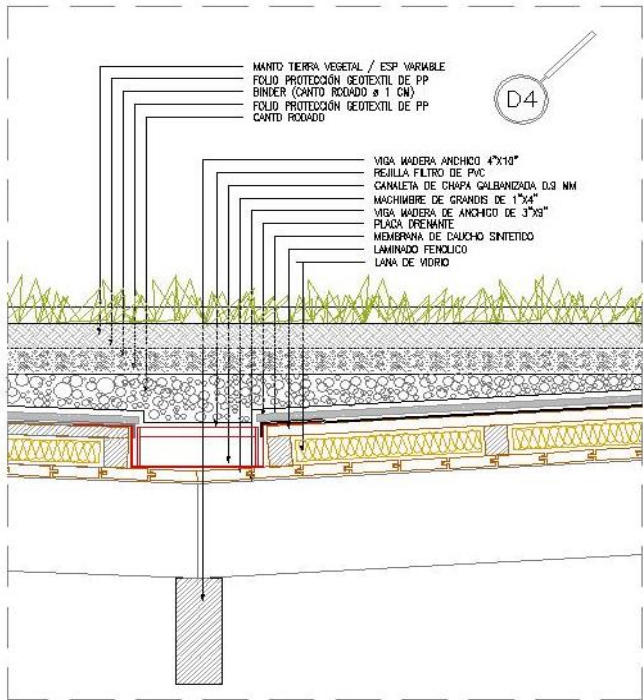 MANTO TIERRA VEGETAL / ESP VARIABLE
FOLIO PROTECCIÓN GEOTEXTIL DE PP
BINDER (CANTO RODADO ø 1 CM)
FOLIO PROTECCIÓN GEOTEXTIL DE PP
CANTO RODADO
D4
VIGA MADERA ANCHICO 4"X10"
REJILLA FILTRO DE PVC
CANALETA DE CHAPA GALBANIZADA 0.9 MM
MACHIMBRE DE GRANDIS DE 1"X4"
VIGA MADERA DE ANCHICO DE 3"X9"
PLACA DRENANTE
MEMBRANA DE CAUCHO SINTETICO
LAMINADO FENOLICO
LANA DE VIDRIO